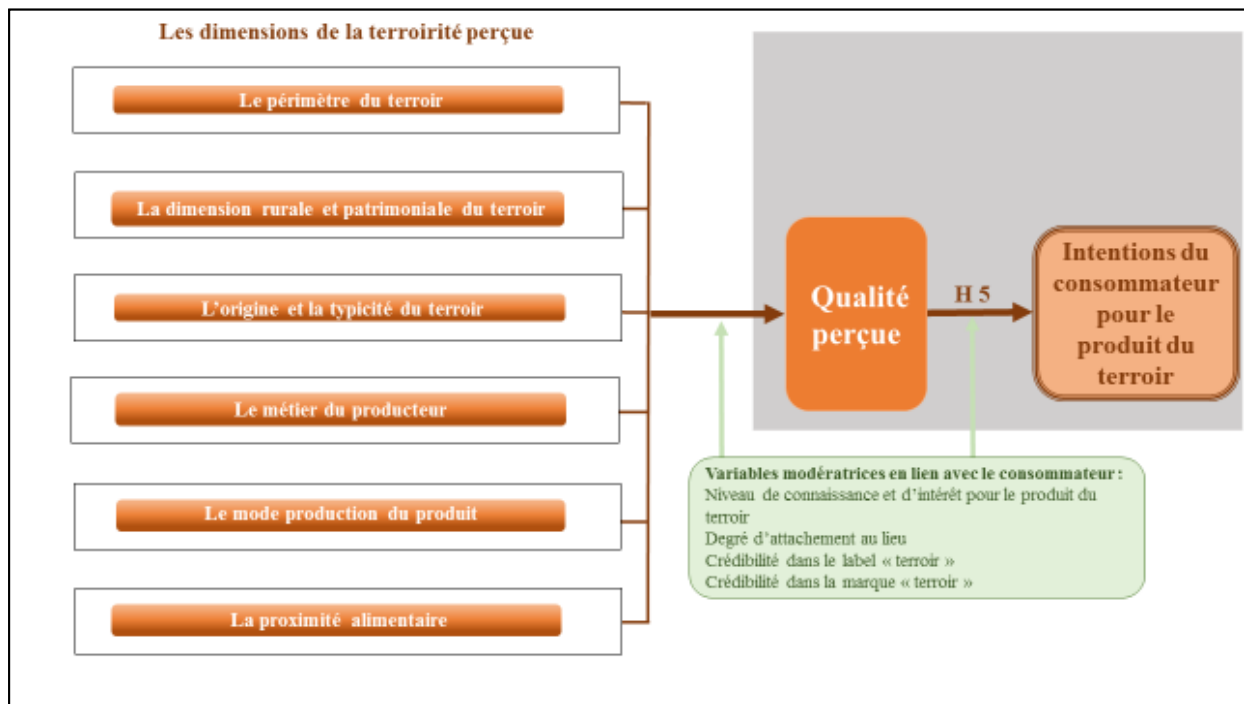 Les dimensions de la terroirité perçue
Le périmètre du terroir
La dimension rurale et patrimoniale du terroir
L'origine et la typicité du terroir
Le métier du producteur
Le mode production du produit
La proximité alimentaire
Qualité
perçue
H 5
Intentions du
consommateur
pour le
produit du
terroir
Variables modératrices en lien avec le consommateur :
Niveau de connaissance et d'intérêt pour le produit du
terroir
Degré d'attachement au lieu
Crédibilité dans le label « terroir »
Crédibilité dans la marque « terroir »